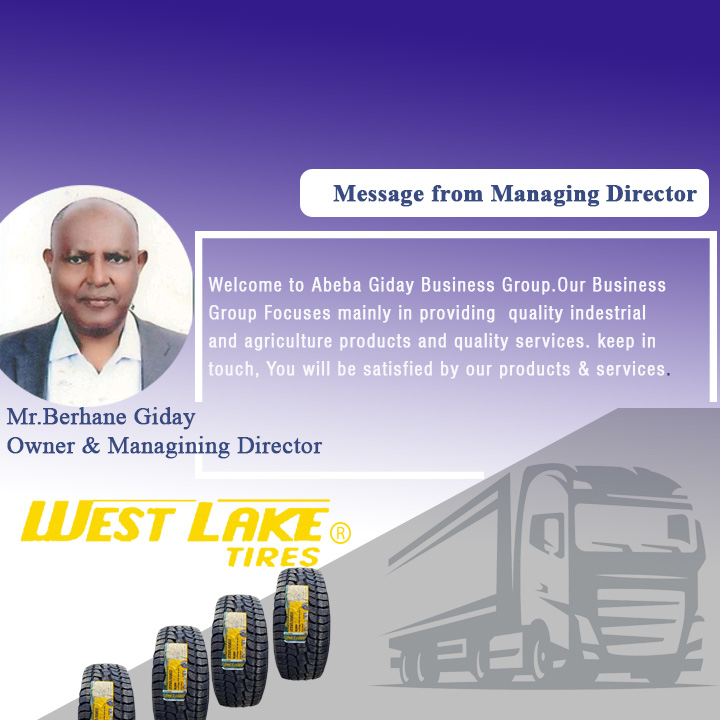 Message from Managing Director
Welcome to Abeba Giday Business Group.Our Business
Group Focuses mainly in providing quality indestrial
and agriculture products and quality services. keep in
touch, You will be satisfied by our products & services.
Mr.Berhane Giday
Owner & Managining Director
WEST LAKE ®
TIRES